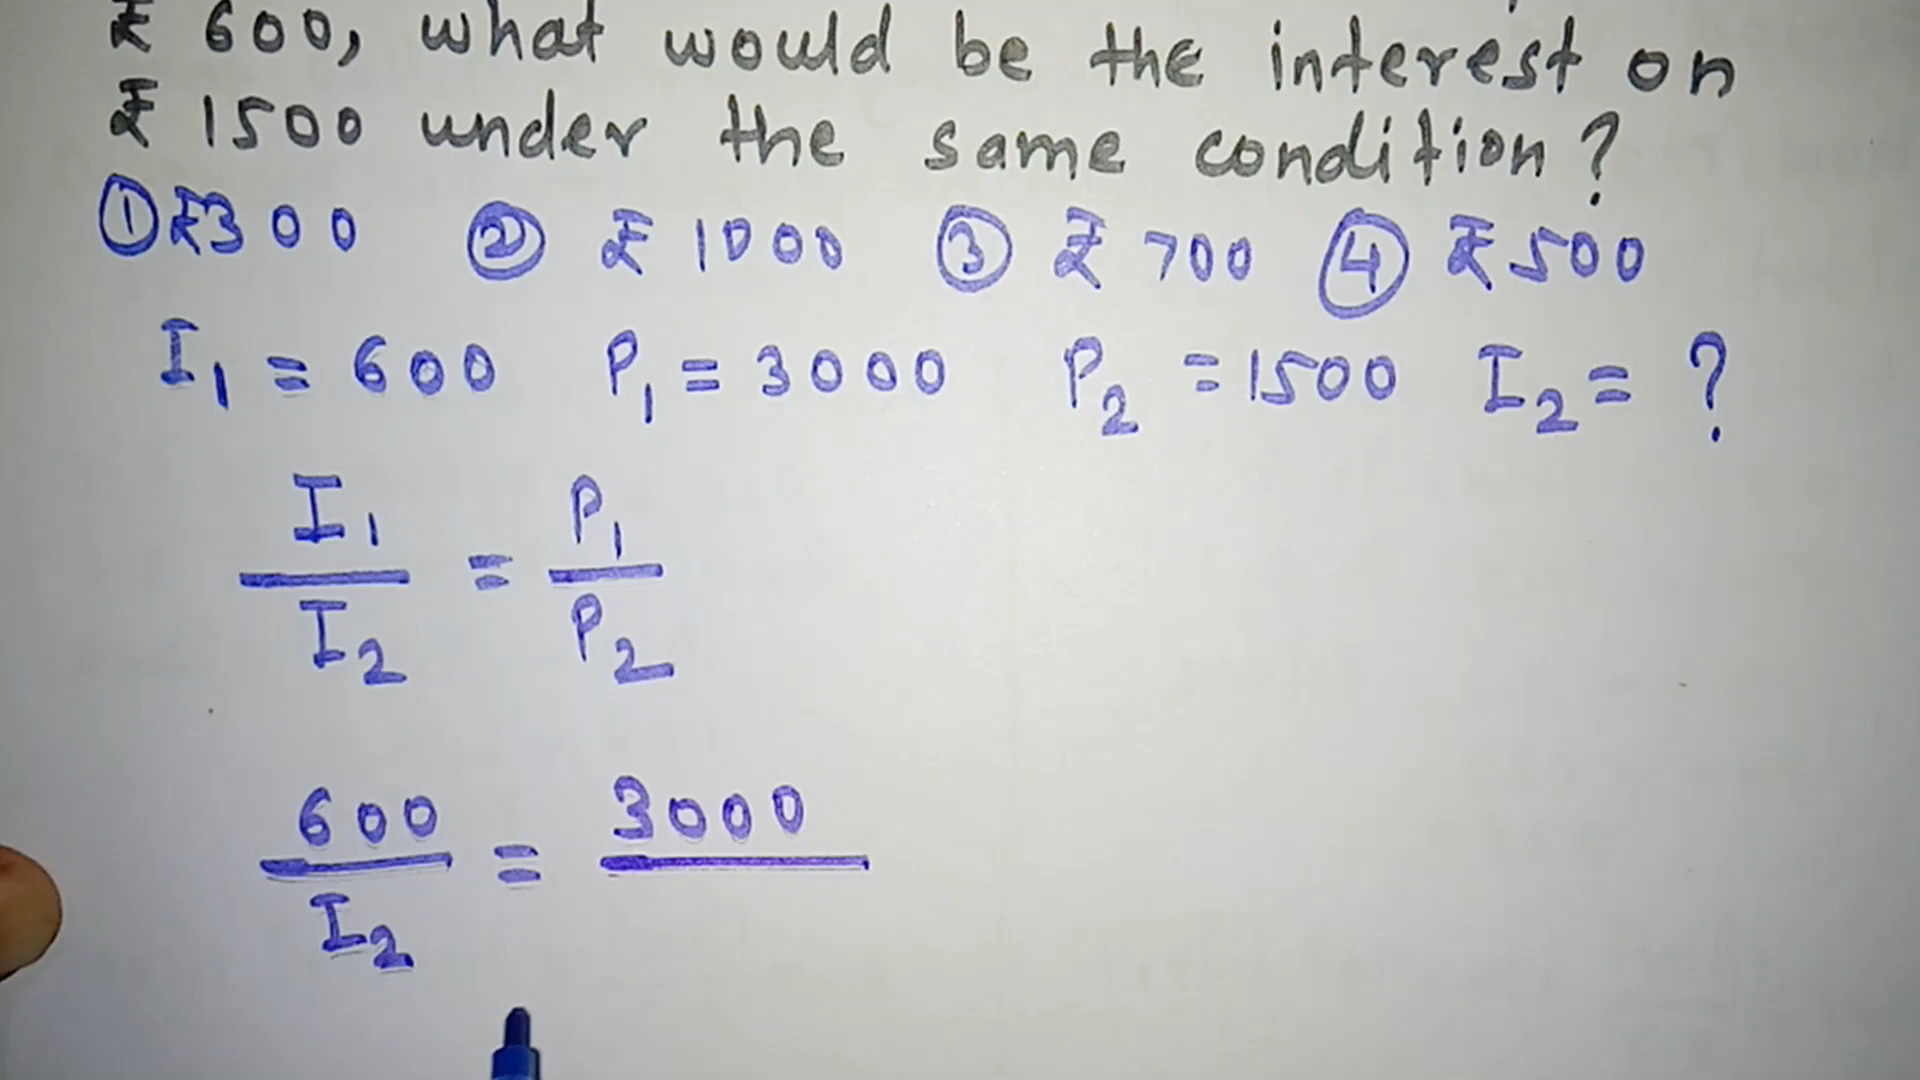 ₹ 600, what would be the interest on
₹ 1500 under the same condition?
① ₹300 ② ₹ 1000 ③ ₹ 700 ④ ₹ 500
I₁ = 600 P₁ = 3000 P₂ = 1500 I₂ = ?
I₁ / I₂ = P₁ / P₂
600 / I₂ = 3000 /